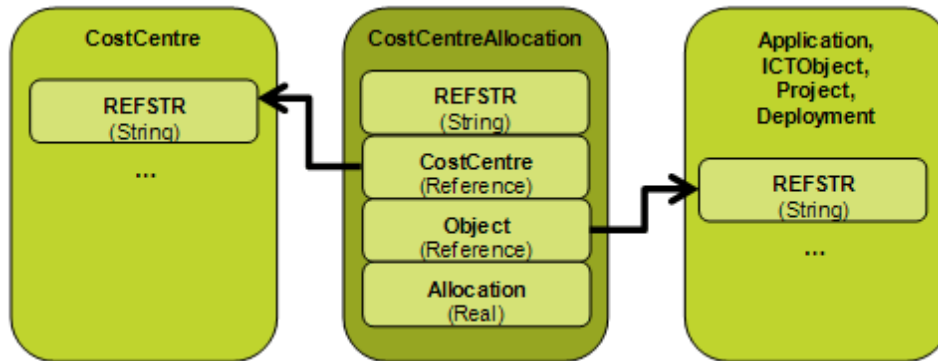 CostCentre
REFSTR
(String)
...
CostCentreAllocation
REFSTR
(String)
CostCentre
(Reference)
Object
(Reference)
Allocation
(Real)
Application,
ICTObject,
Project,
Deployment
REFSTR
(String)
...